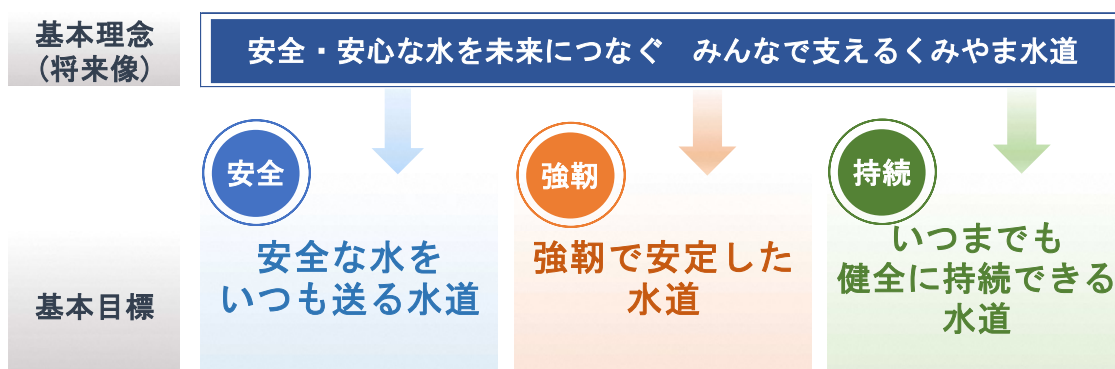 基本理念
(将来像)
安全・安心な水を未来につなぐ　みんなで支えるくみやま水道
安全
強靭
持続
基本目標
安全な水を
いつも送る水道
強靭で安定した
水道
いつまでも
健全に持続できる
水道